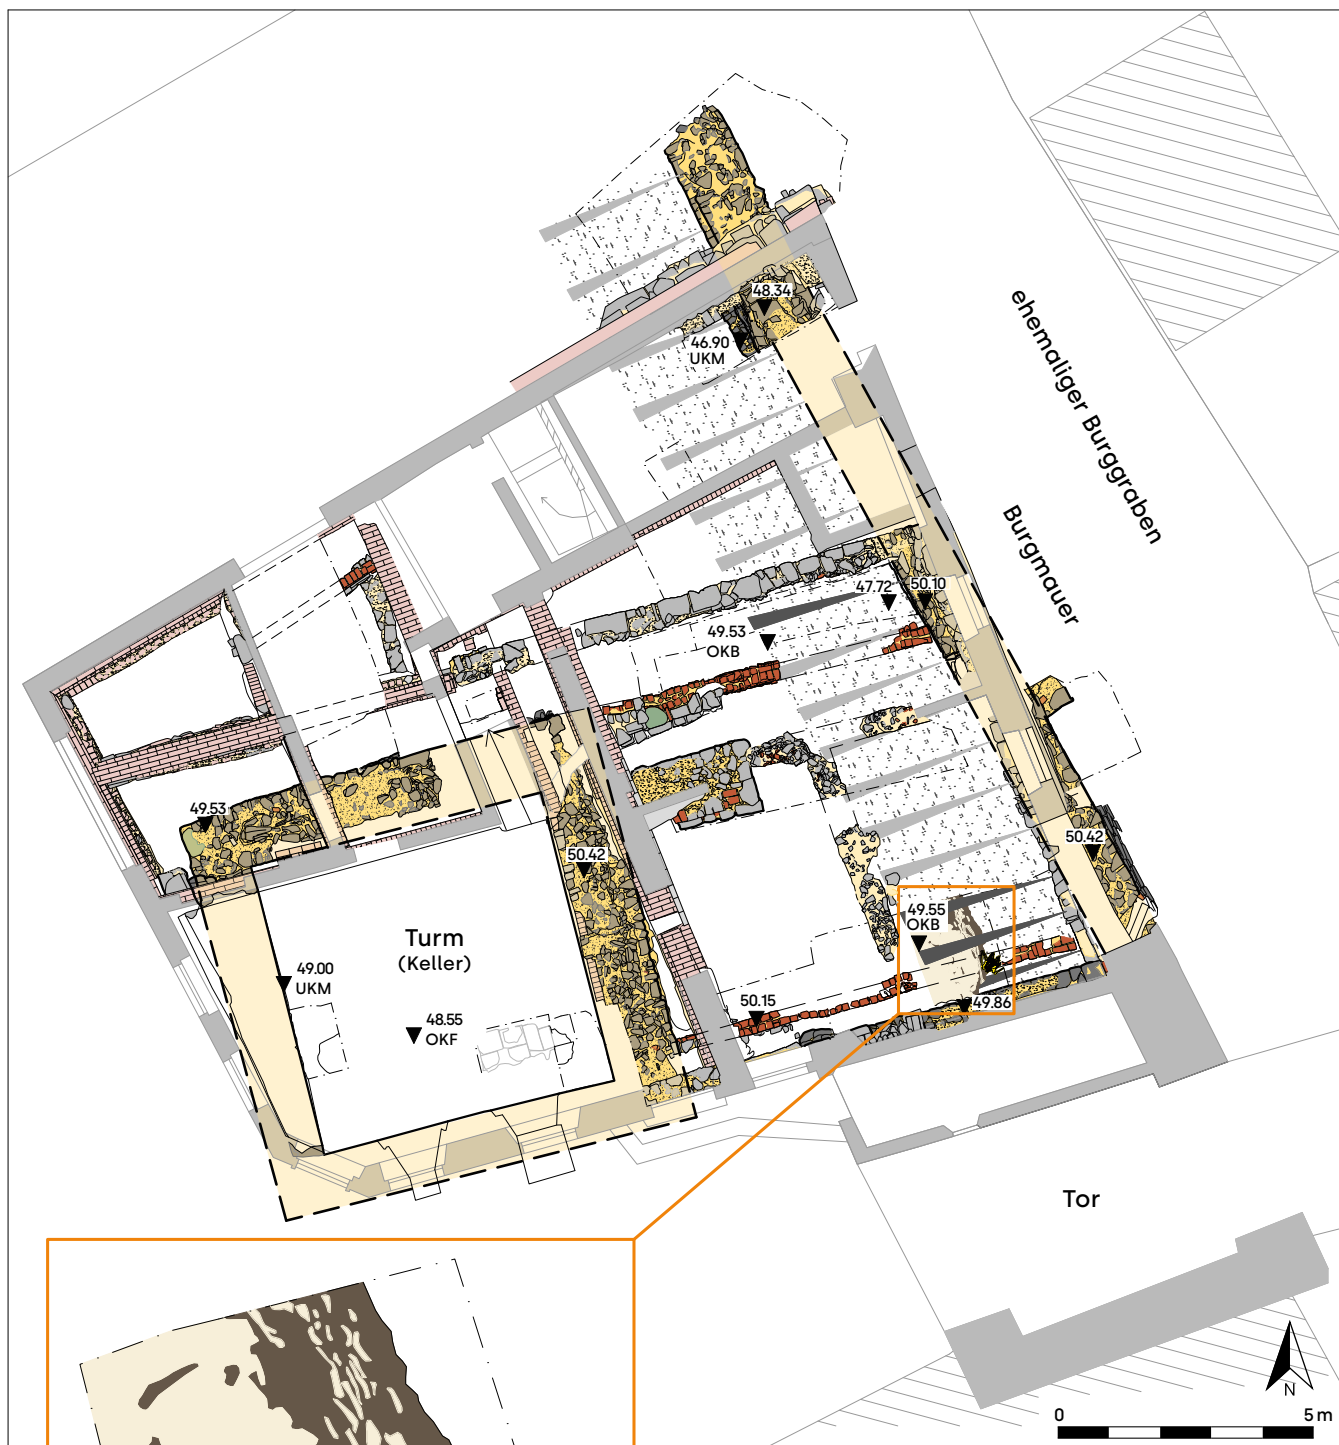 48.34
46.90
UKM
ehemaliger Burggraben
Burgmauer
47.72
50.10
49.53
OKB
49.53
50.42
50.42
49.55
OKB
Turm
(Keller)
49.00
UKM
48.55
OKF
50.15
49.86
Tor
N
0
5 m